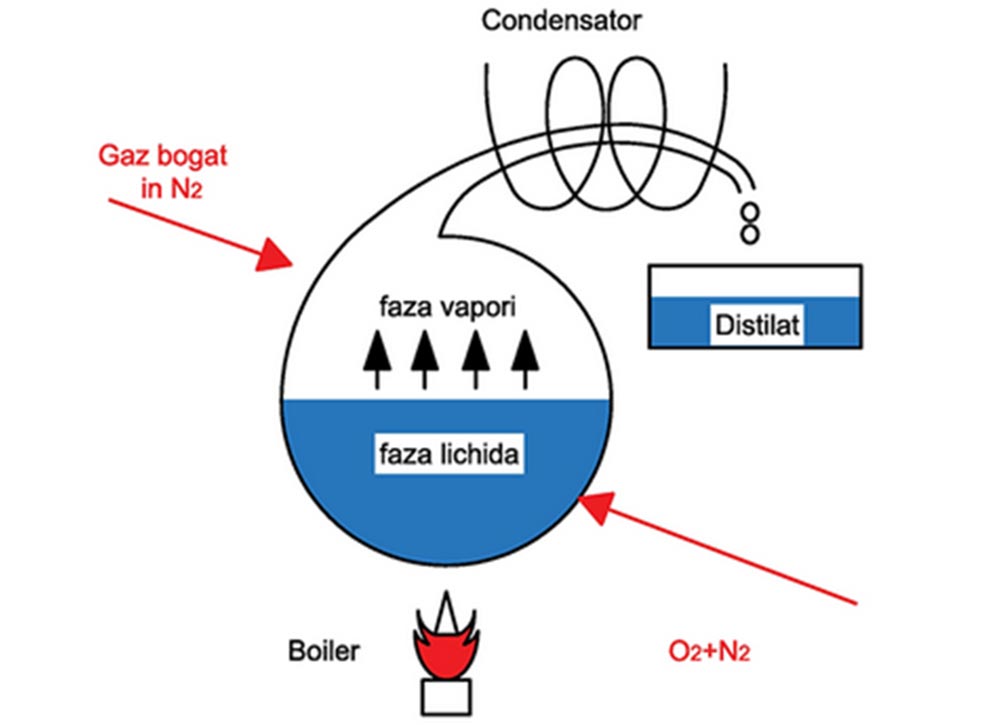 Condensator
Gaz bogat
in N2
faza vapori
Distilat
faza lichida
Boiler
O2+N2